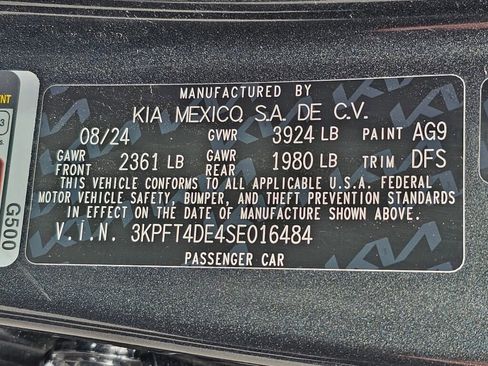 MANUFACTURED BY
KIA MEXICO, S.A. DE C.V.
08/24 GVWR 3924 LB PAINT AG9
GAWR FRONT 2361 LB GAWR REAR 1980 LB TRIM DFS
THIS VEHICLE CONFORMS TO ALL APPLICABLE U.S.A. FEDERAL
MOTOR VEHICLE SAFETY, BUMPER, AND THEFT PREVENTION STANDARDS
IN EFFECT ON THE DATE OF MANUFACTURE SHOWN ABOVE.
V.I.N. 3KPFT4DE4SE016484
PASSENGER CAR
G500